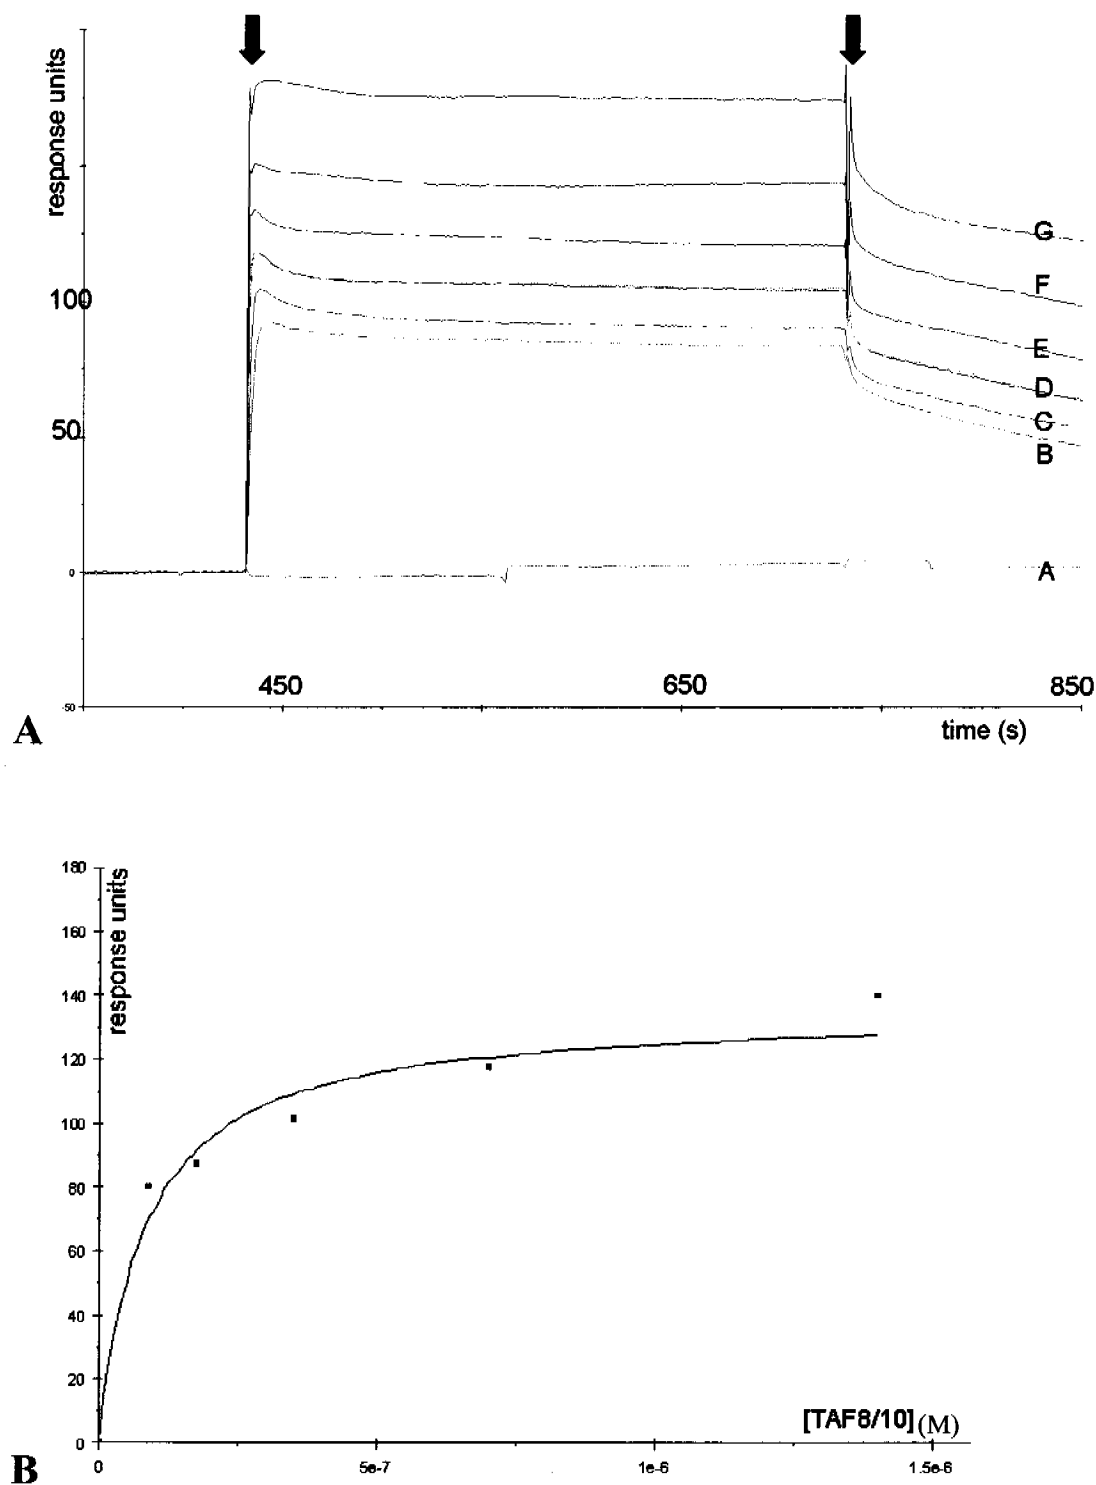 response units
100
50
0
-50
450
650
850
time (s)
G
F
E
D
C
B
A
A
180
160
140
120
100
80
60
40
20
0
response units
[TAF8/10] (M)
0
5e-7
1e-6
1.5e-6
B